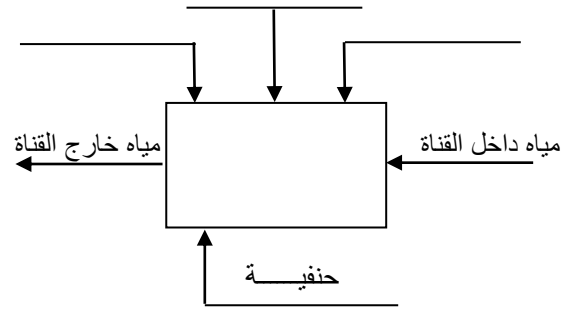 مياه داخل القناة
مياه خارج القناة
حنفيـــــة